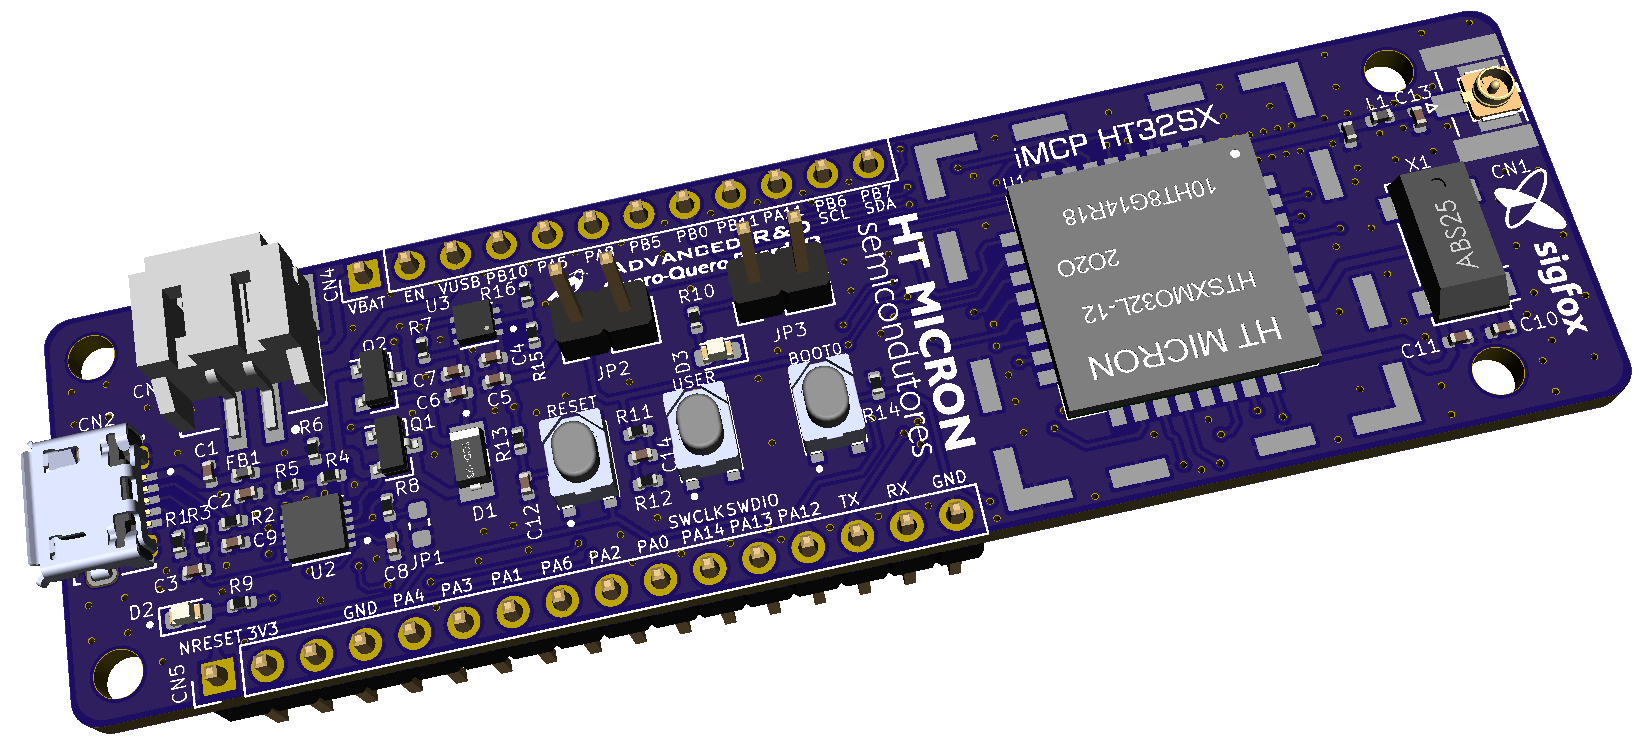 iMCP HT32SX
U1
10HT8G14R18
2020
HTSXMO32L-12
HT MICRON
HT MICRON
semicondutores
L1
C13
X1
CN1
ABS25
sigfox
C11
C10
CN4
VBAT
EN
VUSB
PB10
PA5
PA8
PB5
PB0
PB11
PA11
PB6
SCL
PB7
SDA
ADVANCED R&D
U3
R16
R7
Q2
C7
C6
C4
R15
C5
JP2
R10
D3
JP3
RESET
USER
BOOT0
R11
R14
R13
C14
R12
C12
D1
CN2
C1
FB1
R6
R5
R4
Q1
R8
C2
R1
R3
R2
C9
U2
C8
JP1
C3
R9
D2
CN5
NRESET
3V3
GND
PA4
PA3
PA1
PA6
PA2
PA0
SWCLK
PA14
SWDIO
PA13
PA12
TX
RX
GND